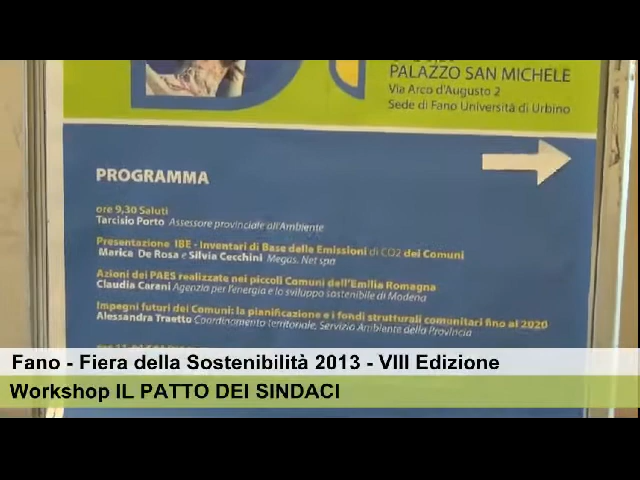 PALAZZO SAN MICHELE
Via Arco d'Augusto 2
Sede di Fano Università di Urbino
PROGRAMMA
ore 9,30 Saluti
Tarcisio Porto Assessore provinciale all'Ambiente
Presentazione IBE - Inventari di Base delle Emissioni di CO2 dei Comuni
Marica De Rosa e Silvia Cecchini Megas. Net spa
Azioni dei PAES realizzate nei piccoli Comuni dell'Emilia Romagna
Claudia Carani Agenzia per l'energia e lo sviluppo sostenibile di Modena
Impegni futuri dei Comuni: la pianificazione e i fondi strutturali comunitari fino al 2020
Alessandra Traetto Coordinamento territoriale, Servizio Ambiente della Provincia
Fano - Fiera della Sostenibilità 2013 - VIII Edizione
Workshop IL PATTO DEI SINDACI